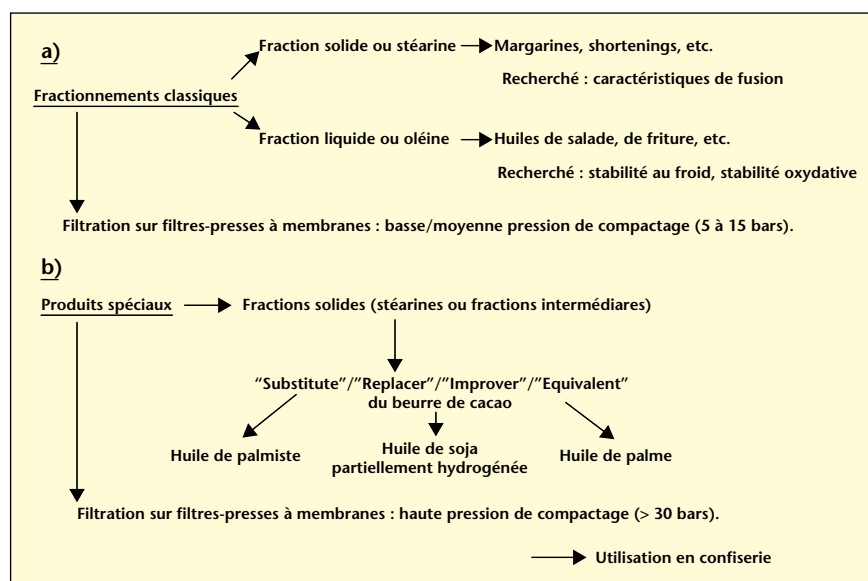 a)
Fraction solide ou stéarine Margarines, shortenings, etc.
Recherché : caractéristiques de fusion
Fractionnements classiques
Fraction liquide ou oléine Huiles de salade, de friture, etc.
Recherché : stabilité au froid, stabilité oxydative
Filtration sur filtres-presses à membranes : basse/moyenne pression de compactage (5 à 15 bars).
b)
Produits spéciaux Fractions solides (stéarines ou fractions intermédiares)
“Substitute”/”Replacer”/”Improver”/”Equivalent”
du beurre de cacao
Huile de palmiste
Huile de soja
partiellement hydrogénée
Huile de palme
Filtration sur filtres-presses à membranes : haute pression de compactage (> 30 bars).
Utilisation en confiserie